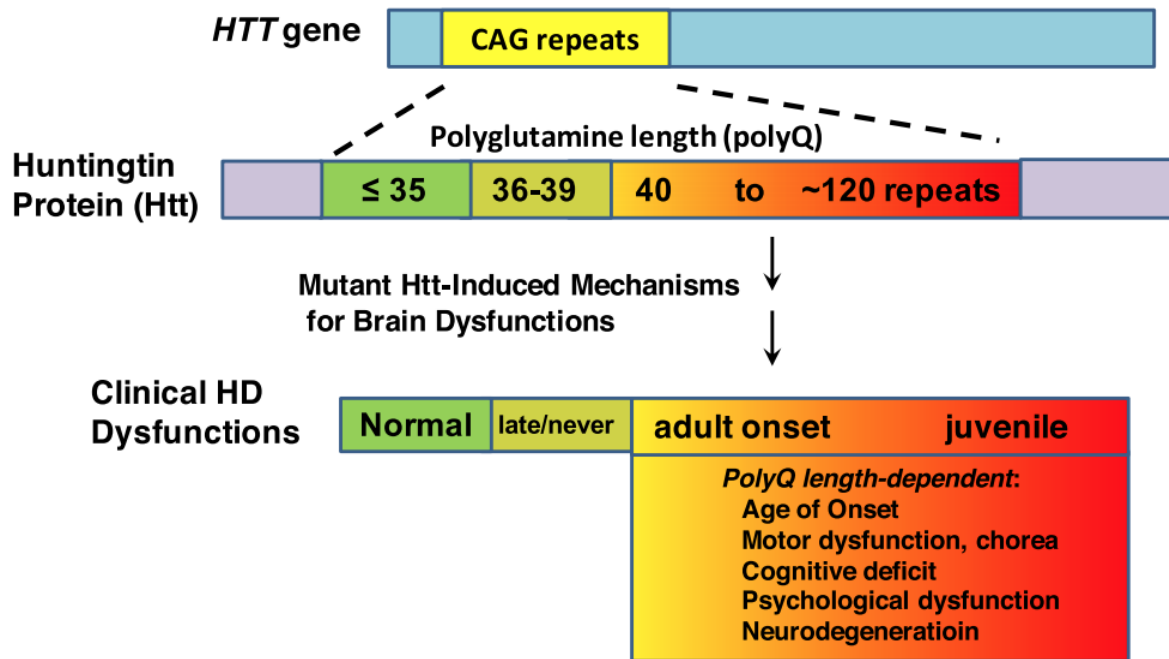 HTT gene
CAG repeats
Polyglutamine length (polyQ)
Huntingtin
Protein (Htt)
≤ 35
36-39
40 to ~120 repeats
Mutant Htt-Induced Mechanisms
for Brain Dysfunctions
Clinical HD
Dysfunctions
Normal
late/never
adult onset
juvenile
PolyQ length-dependent:
Age of Onset
Motor dysfunction, chorea
Cognitive deficit
Psychological dysfunction
Neurodegeneratioin